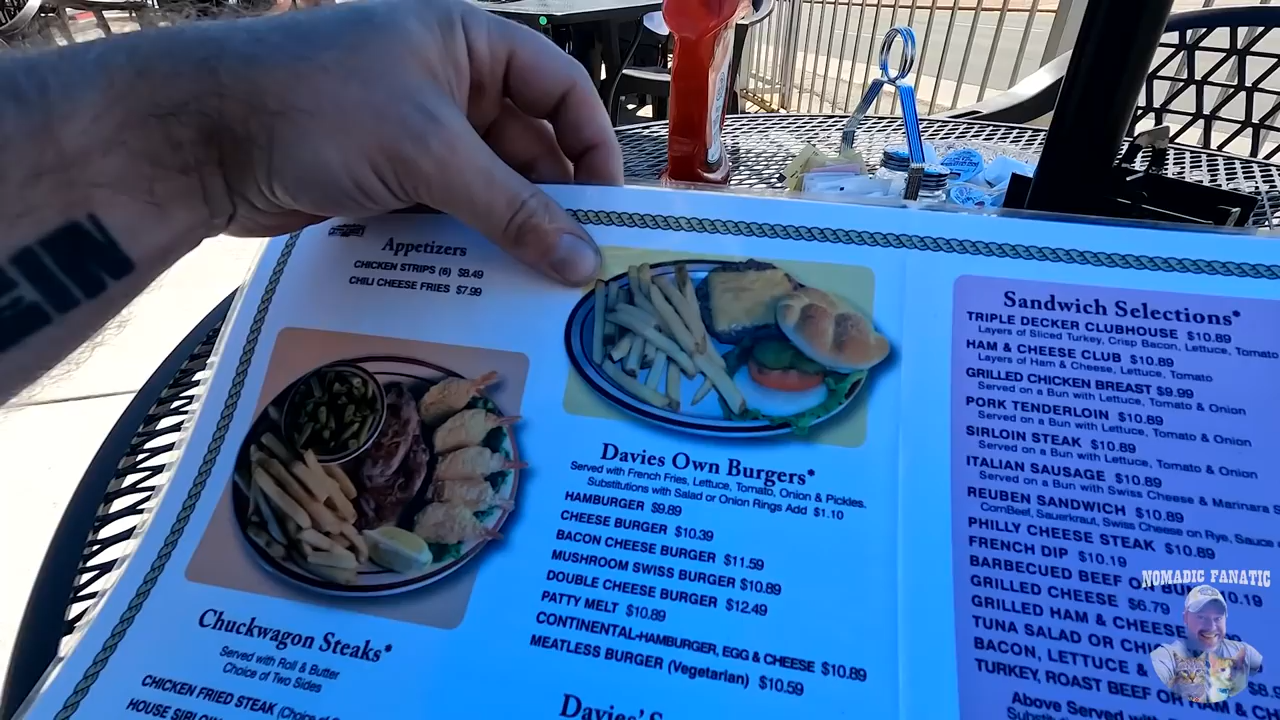 EIN
Appetizers
CHICKEN STRIPS (6) $8.49
CHILI CHEESE FRIES $7.99
Chuckwagon Steaks*
Served with Roll & Butter
Choice of Two Sides
CHICKEN FRIED STEAK (Choice of
HOUSE SIRLOIN
Davies Own Burgers*
Served with French Fries, Lettuce, Tomato, Onion & Pickles.
Substitutions with Salad or Onion Rings Add $1.10
HAMBURGER $9.89
CHEESE BURGER $10.39
BACON CHEESE BURGER $11.59
MUSHROOM SWISS BURGER $10.89
DOUBLE CHEESE BURGER $12.49
PATTY MELT $10.89
CONTINENTAL-HAMBURGER, EGG & CHEESE $10.89
MEATLESS BURGER (Vegetarian) $10.59
Davies' S
Sandwich Selections*
TRIPLE DECKER CLUBHOUSE $10.89
Layers of Sliced Turkey, Crisp Bacon, Lettuce, Tomato
HAM & CHEESE CLUB $10.89
Layers of Ham & Cheese, Lettuce, Tomato
GRILLED CHICKEN BREAST $9.99
Served on a Bun with Lettuce, Tomato & Onion
PORK TENDERLOIN $10.89
Served on a Bun with Lettuce, Tomato & Onion
SIRLOIN STEAK $10.89
Served on a Bun with Lettuce, Tomato & Onion
ITALIAN SAUSAGE $10.89
Served on a Bun with Swiss Cheese & Marinara S
REUBEN SANDWICH $10.89
CornBeef, Sauerkraut, Swiss Cheese on Rye, Sauce
PHILLY CHEESE STEAK $10.89
FRENCH DIP $10.19
BARBECUED BEEF 0.19
GRILLED CHEESE $6.79
GRILLED HAM & CHEESE
TUNA SALAD OR CH
BACON, LETTUCE & $8.5
TURKEY, ROAST BEEF OR HAM & CH
Above Served with
NOMADIC FANATIC